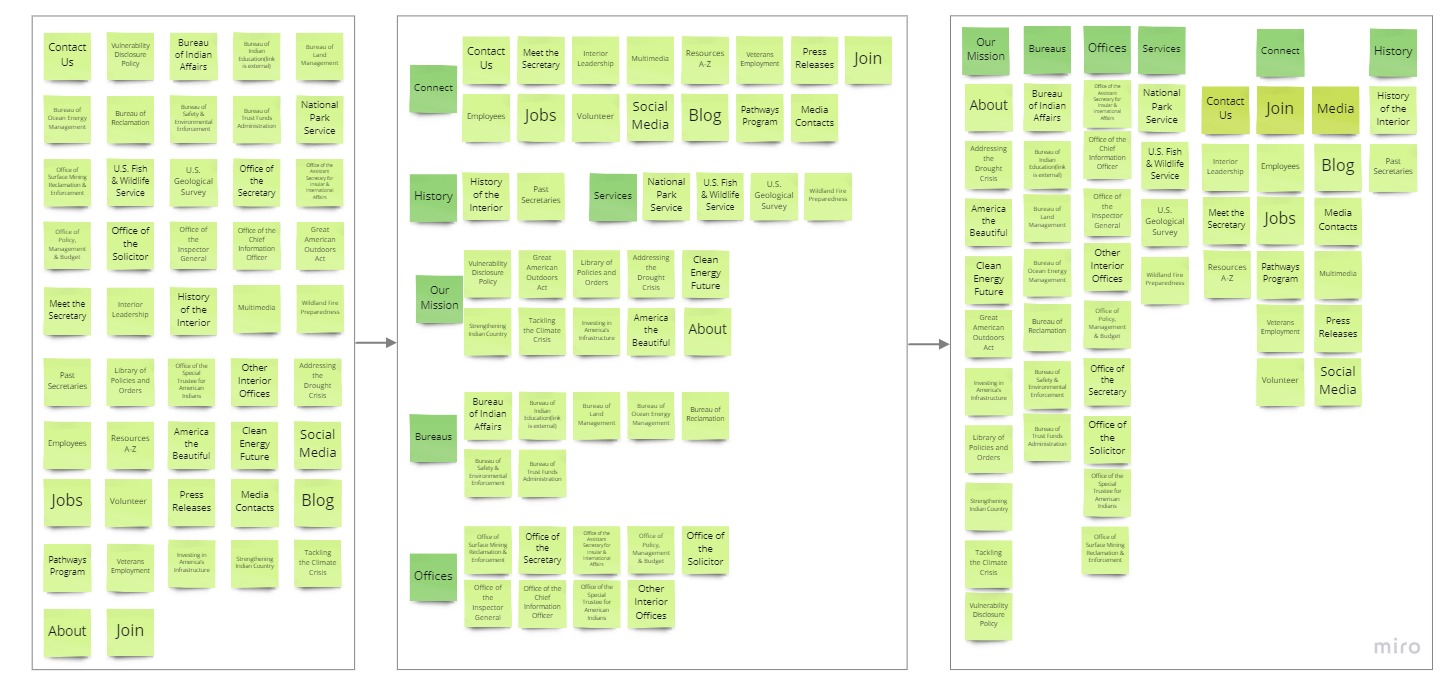 Contact
Us
Vulnerability
Disclosure
Policy
Bureau
of Indian
Affairs
Bureau of
Indian
Education(link
is external)
Bureau of
Land
Management
Bureau of
Ocean Energy
Management
Bureau of
Reclamation
Bureau of
Safety &
Environmental
Enforcement
Bureau of
Trust Funds
Administration
National
Park
Service
Office of
Surface Mining
Reclamation &
Enforcement
U.S. Fish
& Wildlife
Service
U.S.
Geological
Survey
Office of
the
Secretary
Office of the
Assistant
Secretary for
Insular &
International
Affairs
Office of
Policy,
Management
& Budget
Office of
the
Solicitor
Office of
the
Inspector
General
Office of the
Chief
Information
Officer
Great
American
Outdoors
Act
Meet the
Secretary
Interior
Leadership
History
of the
Interior
Multimedia
Wildland Fire
Preparedness
Past
Secretaries
Library of
Policies and
Orders
Office of the
Special
Trustee for
American
Indians
Other
Interior
Offices
Addressing
the
Drought
Crisis
Employees
Resources
A-Z
America
the
Beautiful
Clean
Energy
Future
Social
Media
Jobs
Volunteer
Press
Releases
Media
Contacts
Blog
Pathways
Program
Veterans
Employment
Investing in
America's
Infrastructure
Strengthening
Indian Country
Tackling
the Climate
Crisis
About
Join
Connect
Contact
Us
Meet the
Secretary
Interior
Leadership
Multimedia
Resources
A-Z
Veterans
Employment
Press
Releases
Join
Employees
Jobs
Volunteer
Social
Media
Blog
Pathways
Program
Media
Contacts
History
History
of the
Interior
Past
Secretaries
Services
National
Park
Service
U.S. Fish
& Wildlife
Service
U.S.
Geological
Survey
Wildland Fire
Preparedness
Our
Mission
Vulnerability
Disclosure
Policy
Great
American
Outdoors
Act
Library of
Policies and
Orders
Addressing
the
Drought
Crisis
Clean
Energy
Future
Strengthening
Indian Country
Tackling
the Climate
Crisis
Investing in
America's
Infrastructure
America
the
Beautiful
About
Bureaus
Bureau
of Indian
Affairs
Bureau of
Indian
Education(link
is external)
Bureau of
Land
Management
Bureau of
Ocean Energy
Management
Bureau of
Reclamation
Bureau of
Safety &
Environmental
Enforcement
Bureau of
Trust Funds
Administration
Offices
Office of
Surface Mining
Reclamation &
Enforcement
Office of
the
Secretary
Office of the
Assistant
Secretary for
Insular &
International
Affairs
Office of
Policy,
Management
& Budget
Office of
the
Solicitor
Office of
the
Inspector
General
Office of the
Chief
Information
Officer
Office of the
Special
Trustee for
American
Indians
Other
Interior
Offices
Our
Mission
About
Addressing
the
Drought
Crisis
America
the
Beautiful
Clean
Energy
Future
Great
American
Outdoors
Act
Investing in
America's
Infrastructure
Library of
Policies and
Orders
Strengthening
Indian Country
Tackling
the Climate
Crisis
Vulnerability
Disclosure
Policy
Bureaus
Bureau
of Indian
Affairs
Bureau of
Indian
Education(link
is external)
Bureau of
Land
Management
Bureau of
Ocean Energy
Management
Bureau of
Reclamation
Bureau of
Safety &
Environmental
Enforcement
Bureau of
Trust Funds
Administration
Offices
Office of the
Assistant
Secretary for
Insular &
International
Affairs
Office of
the Chief
Information
Officer
Office of
the
Inspector
General
Other
Interior
Offices
Office of
Policy,
Management
& Budget
Office of
the
Secretary
Office of
the
Solicitor
Office of the
Special
Trustee for
American
Indians
Office of
Surface Mining
Reclamation &
Enforcement
Services
National
Park
Service
U.S. Fish
& Wildlife
Service
U.S.
Geological
Survey
Wildland Fire
Preparedness
Connect
Contact
Us
Interior
Leadership
Meet the
Secretary
Resources
A-Z
Join
Employees
Jobs
Pathways
Program
Veterans
Employment
Volunteer
Media
Blog
Media
Contacts
Multimedia
Press
Releases
Social
Media
History
History
of the
Interior
Past
Secretaries
miro